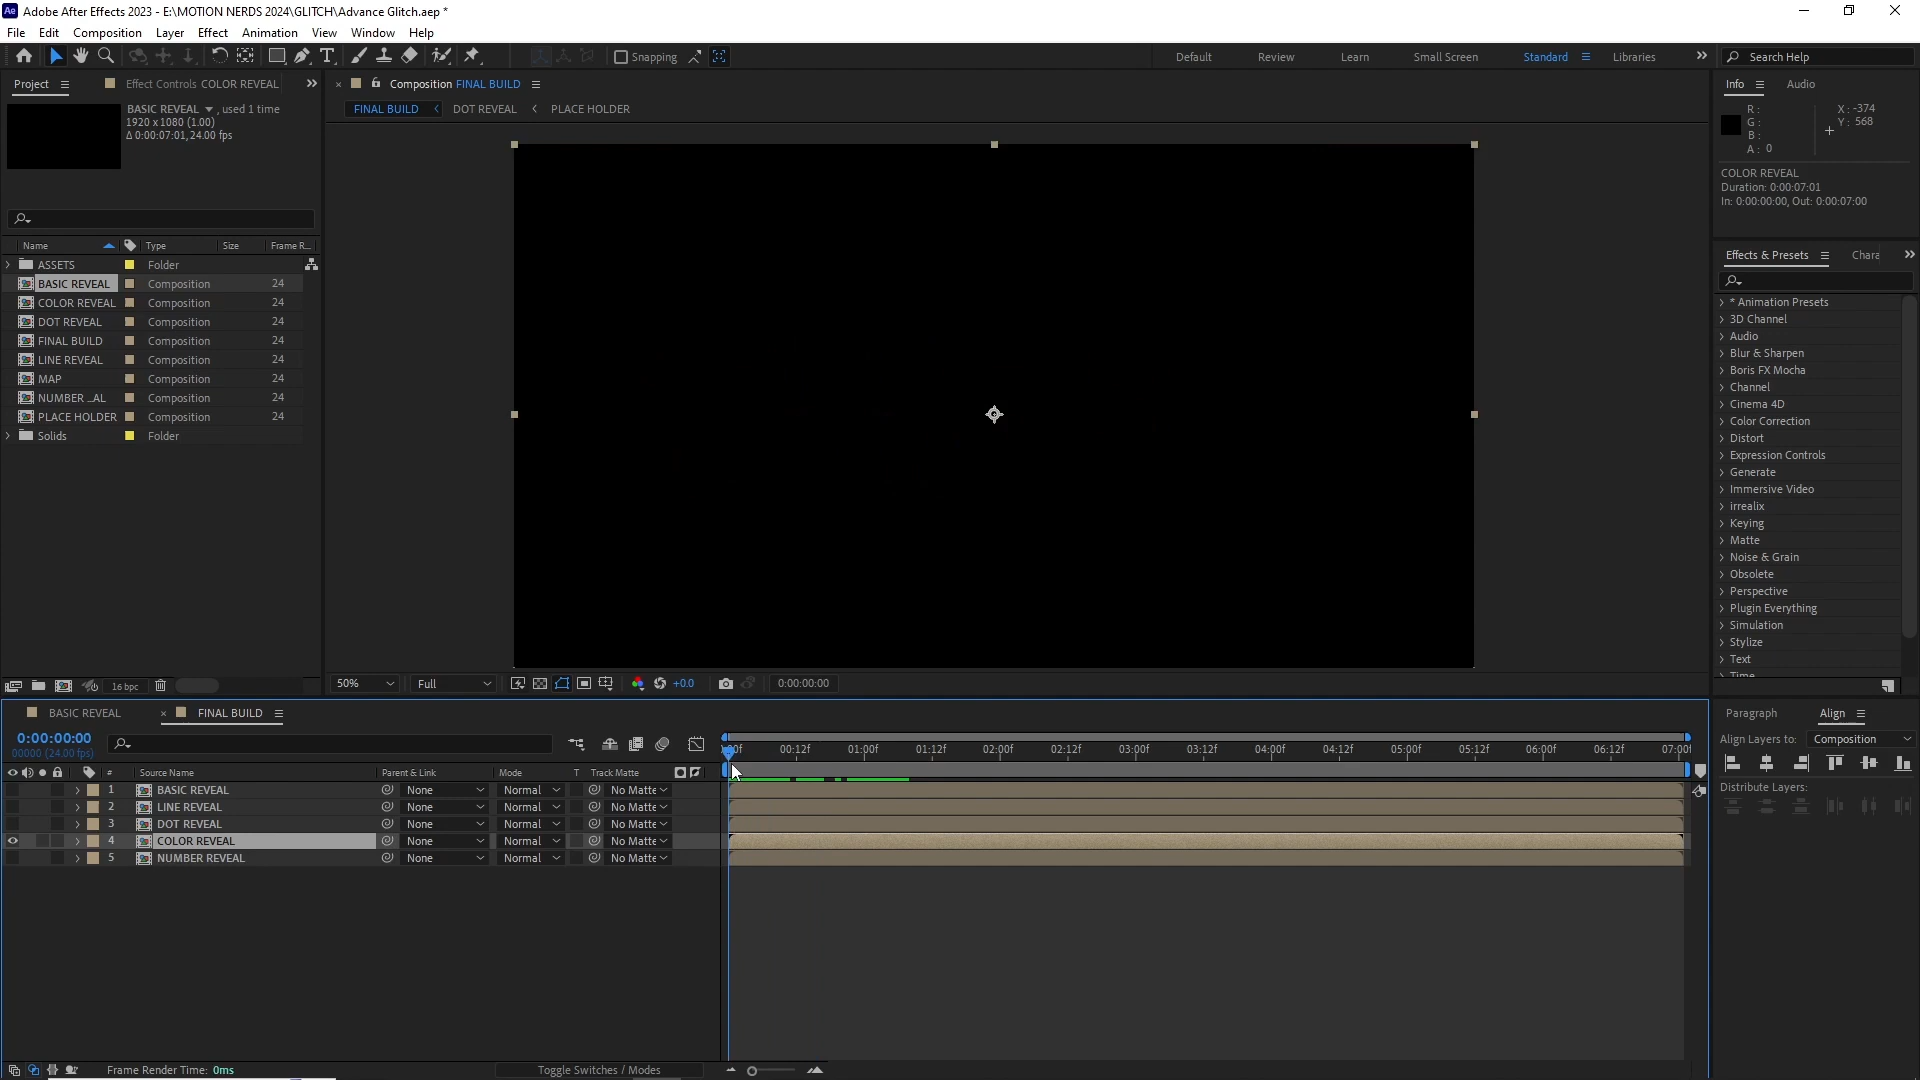 Adobe After Effects 2023 - E:\MOTION NERDS 2024\GLITCH\Advance Glitch.aep *
File Edit Composition Layer Effect Animation View Window Help
Snapping Default Review Learn Small Screen Standard Libraries Search Help
Project Effect Controls COLOR REVEAL
BASIC REVEAL , used 1 time
1920 x 1080 (1.00)
Δ 0:00:07:01, 24.00 fps
Name Type Size Frame R...
ASSETS Folder
BASIC REVEAL Composition 24
COLOR REVEAL Composition 24
DOT REVEAL Composition 24
FINAL BUILD Composition 24
LINE REVEAL Composition 24
MAP Composition 24
NUMBER ...AL Composition 24
PLACE HOLDER Composition 24
Solids Folder
16 bpc
Composition FINAL BUILD
FINAL BUILD DOT REVEAL PLACE HOLDER
50% Full +0.0 0:00:00:00
Info Audio
R: X: -374
G: Y: 568
B:
A: 0
COLOR REVEAL
Duration: 0:00:07:01
In: 0:00:00:00, Out: 0:00:07:00
Effects & Presets Chara
* Animation Presets
3D Channel
Audio
Blur & Sharpen
Boris FX Mocha
Channel
Cinema 4D
Color Correction
Distort
Expression Controls
Generate
Immersive Video
irrealix
Keying
Matte
Noise & Grain
Obsolete
Perspective
Plugin Everything
Simulation
Stylize
Text
Time
Paragraph Align
Align Layers to: Composition
Distribute Layers:
BASIC REVEAL FINAL BUILD
0:00:00:00
00000 (24.00 fps)
00:12f 01:00f 01:12f 02:00f 02:12f 03:00f 03:12f 04:00f 04:12f 05:00f 05:12f 06:00f 06:12f 07:00f
# Source Name Parent & Link Mode T Track Matte
1 BASIC REVEAL None Normal No Matte
2 LINE REVEAL None Normal No Matte
3 DOT REVEAL None Normal No Matte
4 COLOR REVEAL None Normal No Matte
5 NUMBER REVEAL None Normal No Matte
Frame Render Time: 0ms Toggle Switches / Modes